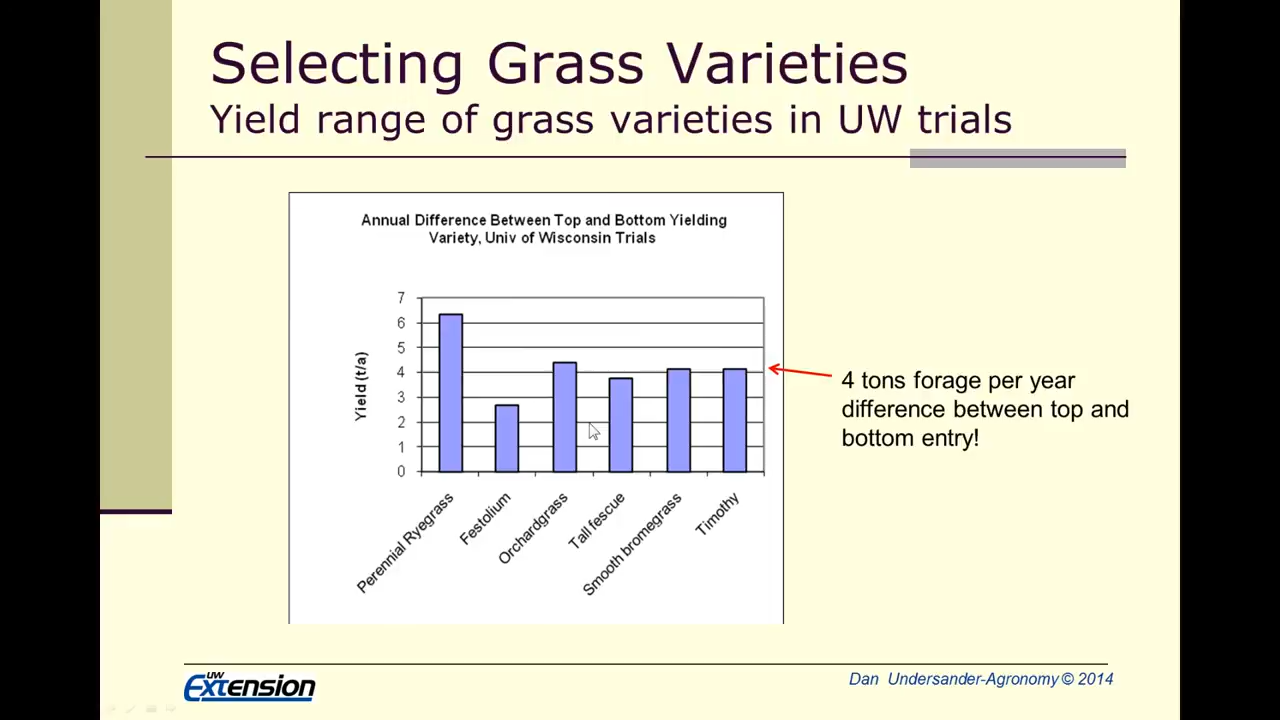 Selecting Grass Varieties
Yield range of grass varieties in UW trials
Annual Difference Between Top and Bottom Yielding
Variety, Univ of Wisconsin Trials
7
6
5
4
3
2
1
0
Yield (t/a)
Perennial Ryegrass
Festolium
Orchardgrass
Tall fescue
Smooth bromegrass
Timothy
4 tons forage per year
difference between top and
bottom entry!
UW
Extension
Dan Undersander-Agronomy © 2014